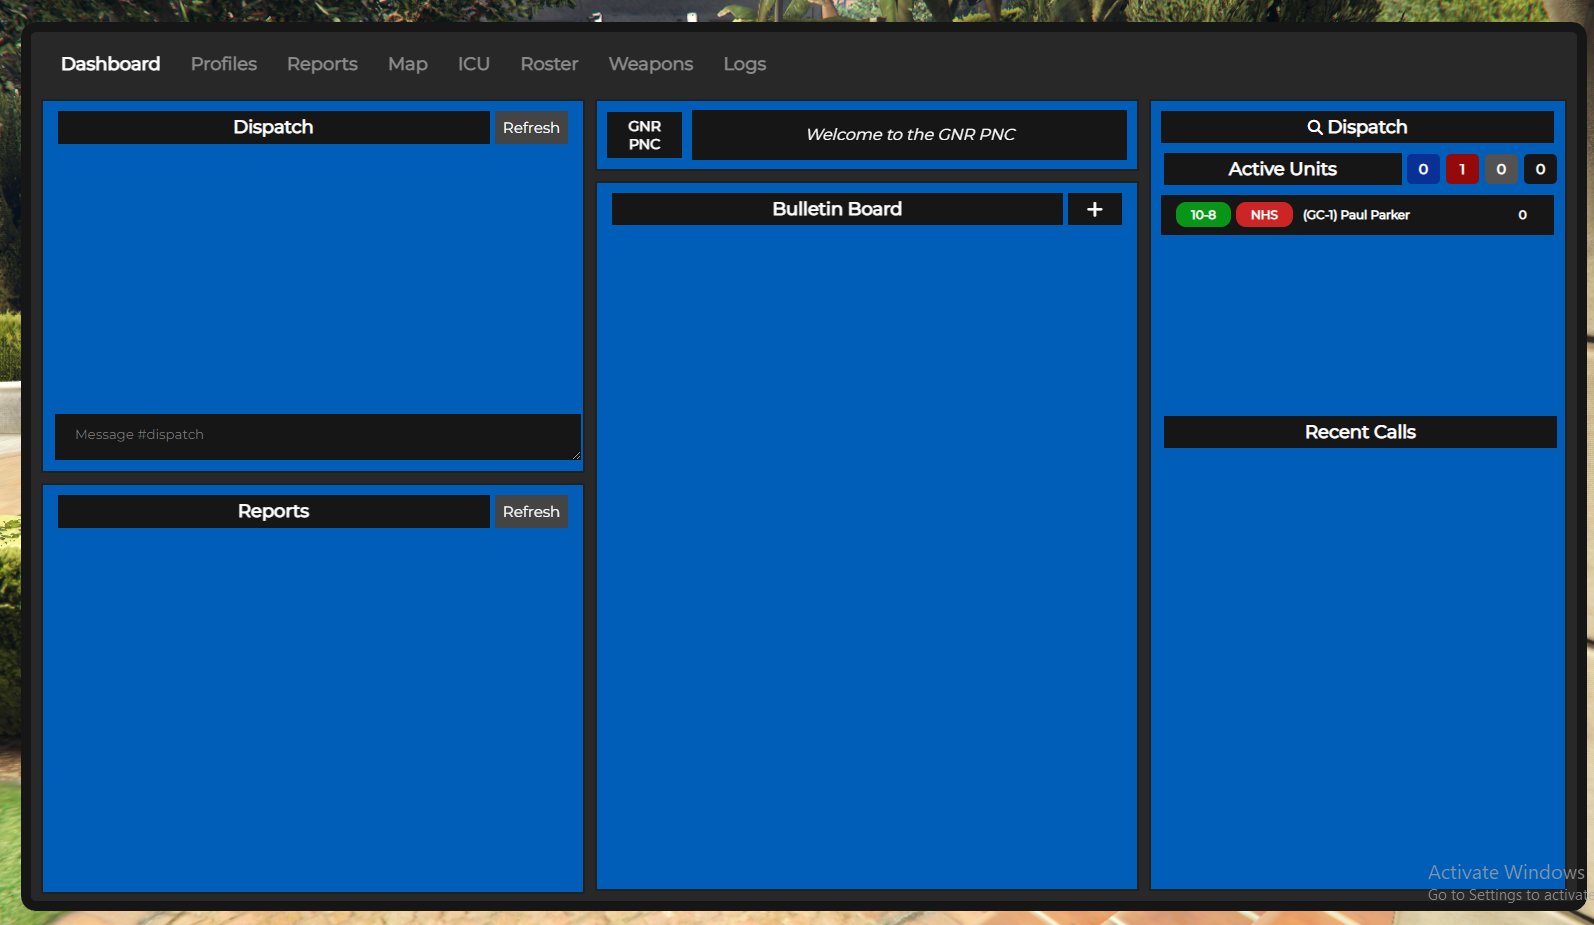 Dashboard Profiles Reports Map ICU Roster Weapons Logs
Dispatch Refresh
Message #dispatch
Reports Refresh
GNR
PNC
Welcome to the GNR PNC
Bulletin Board +
Dispatch
Active Units 0 1 0 0
10-8 NHS (GC-1) Paul Parker 0
Recent Calls
Activate Windows
Go to Settings to activate